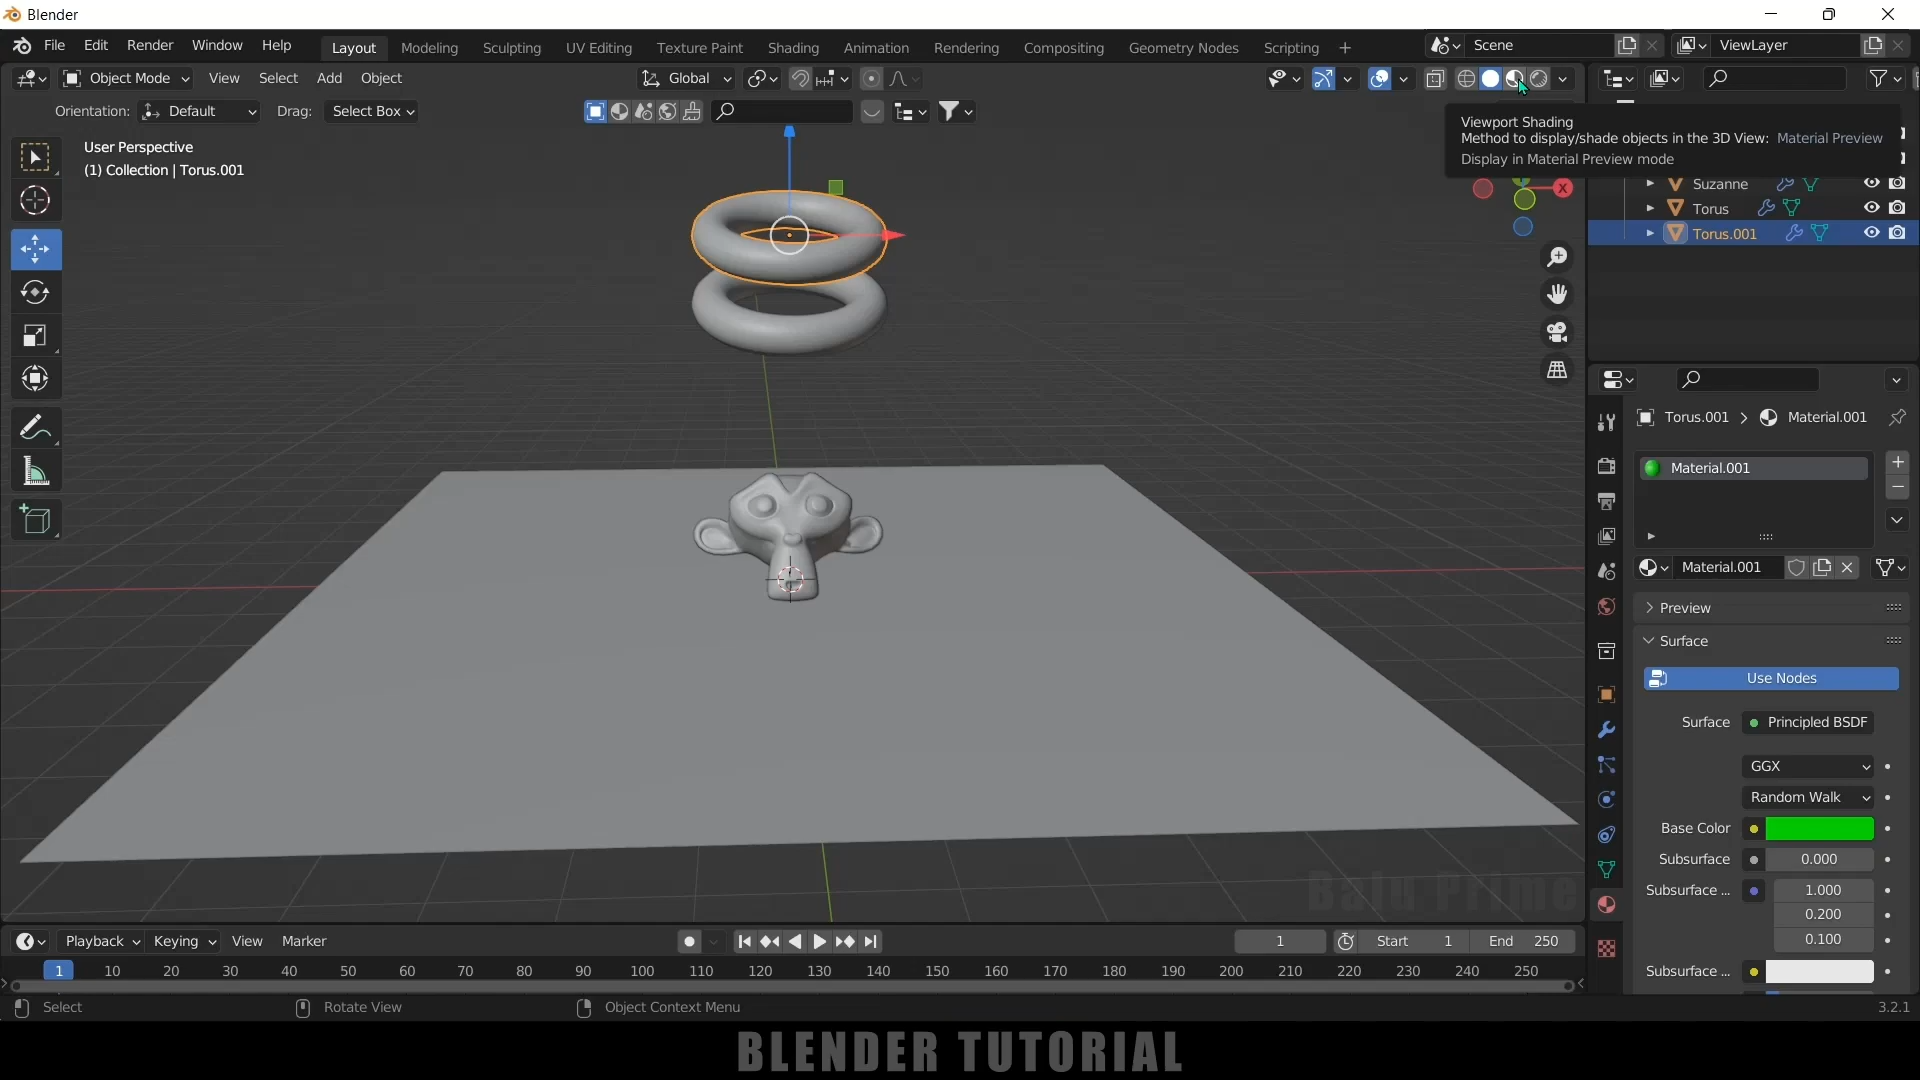 Blender
File Edit Render Window Help Layout Modeling Sculpting UV Editing Texture Paint Shading Animation Rendering Compositing Geometry Nodes Scripting + Scene ViewLayer
Object Mode View Select Add Object Global
Orientation: Default Drag: Select Box
Viewport Shading
Method to display/shade objects in the 3D View: Material Preview
Display in Material Preview mode
User Perspective
(1) Collection | Torus.001
X
Suzanne
Torus
Torus.001
Torus.001 > Material.001
Material.001
Material.001
Preview
Surface
Use Nodes
Surface Principled BSDF
GGX
Random Walk
Base Color
Subsurface 0.000
Subsurface ... 1.000
0.200
0.100
Subsurface ...
Balu Prime
Playback Keying View Marker 1 Start 1 End 250
1 10 20 30 40 50 60 70 80 90 100 110 120 130 140 150 160 170 180 190 200 210 220 230 240 250
Select Rotate View Object Context Menu 3.2.1
BLENDER TUTORIAL